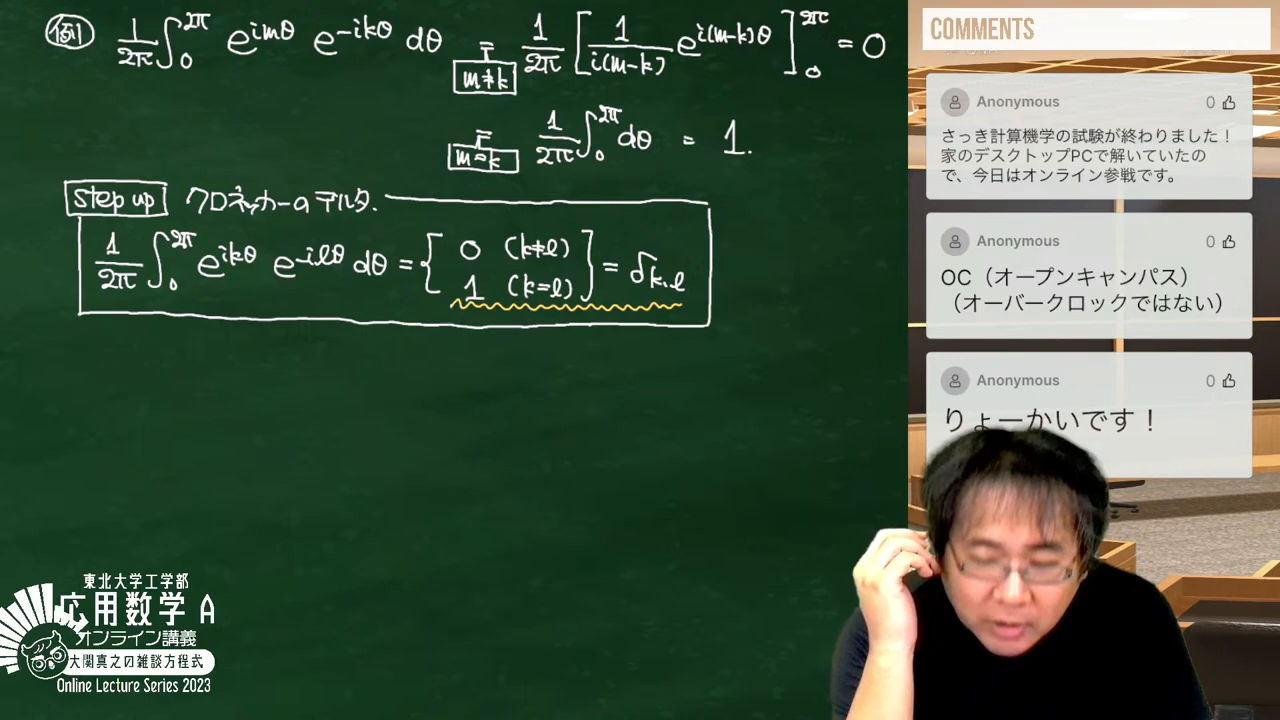 例1 1/2π ∫₀^2π e^imθ e^-ikθ dθ = 1/2π [1/i(m-k) e^i(m-k)θ]₀^2π = 0
m≠k
= 1/2π ∫₀^2π dθ = 1.
m=k
step up クロネッカーのデルタ.
1/2π ∫₀^2π e^ikθ e^-ilθ dθ = { 0 (k≠l)
1 (k=l) } = δk,l
東北大学工学部
応用数学 A
オンライン講義
大関真之の雑談方程式
Online Lecture Series 2023
COMMENTS
Anonymous 0
さっき計算機学の試験が終わりました！
家のデスクトップPCで解いていたの
で、今日はオンライン参戦です。
Anonymous 0
OC（オープンキャンパス）
（オーバークロックではない）
Anonymous 0
りょーかいです！